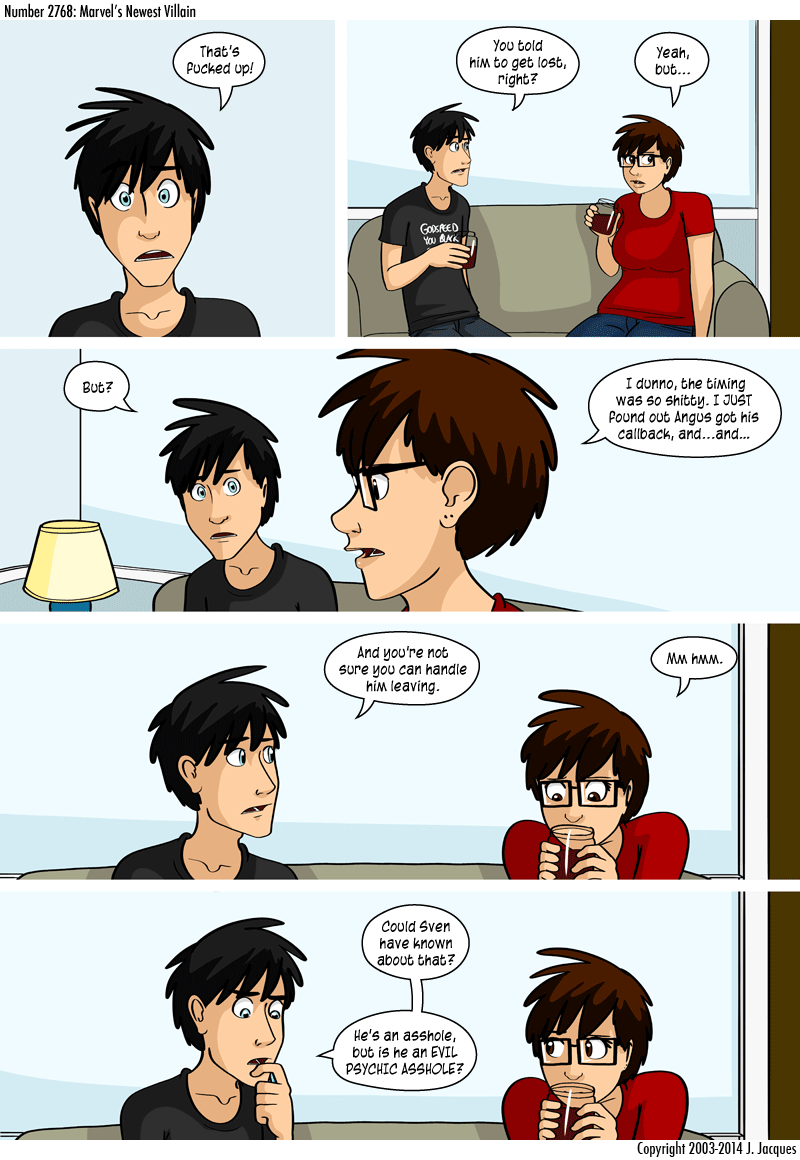 Number 2768: Marvel's Newest Villain
That's
fucked up!
You told
him to get lost,
right?
Yeah,
but...
GODSPEED
YOU BLACK
But?
I dunno, the timing
was so shitty. I JUST
found out Angus got his
callback, and...and...
And you're not
sure you can handle
him leaving.
Mm hmm.
Could Sven
have known
about that?
He's an asshole,
but is he an EVIL
PSYCHIC ASSHOLE?
Copyright 2003-2014 J. Jacques